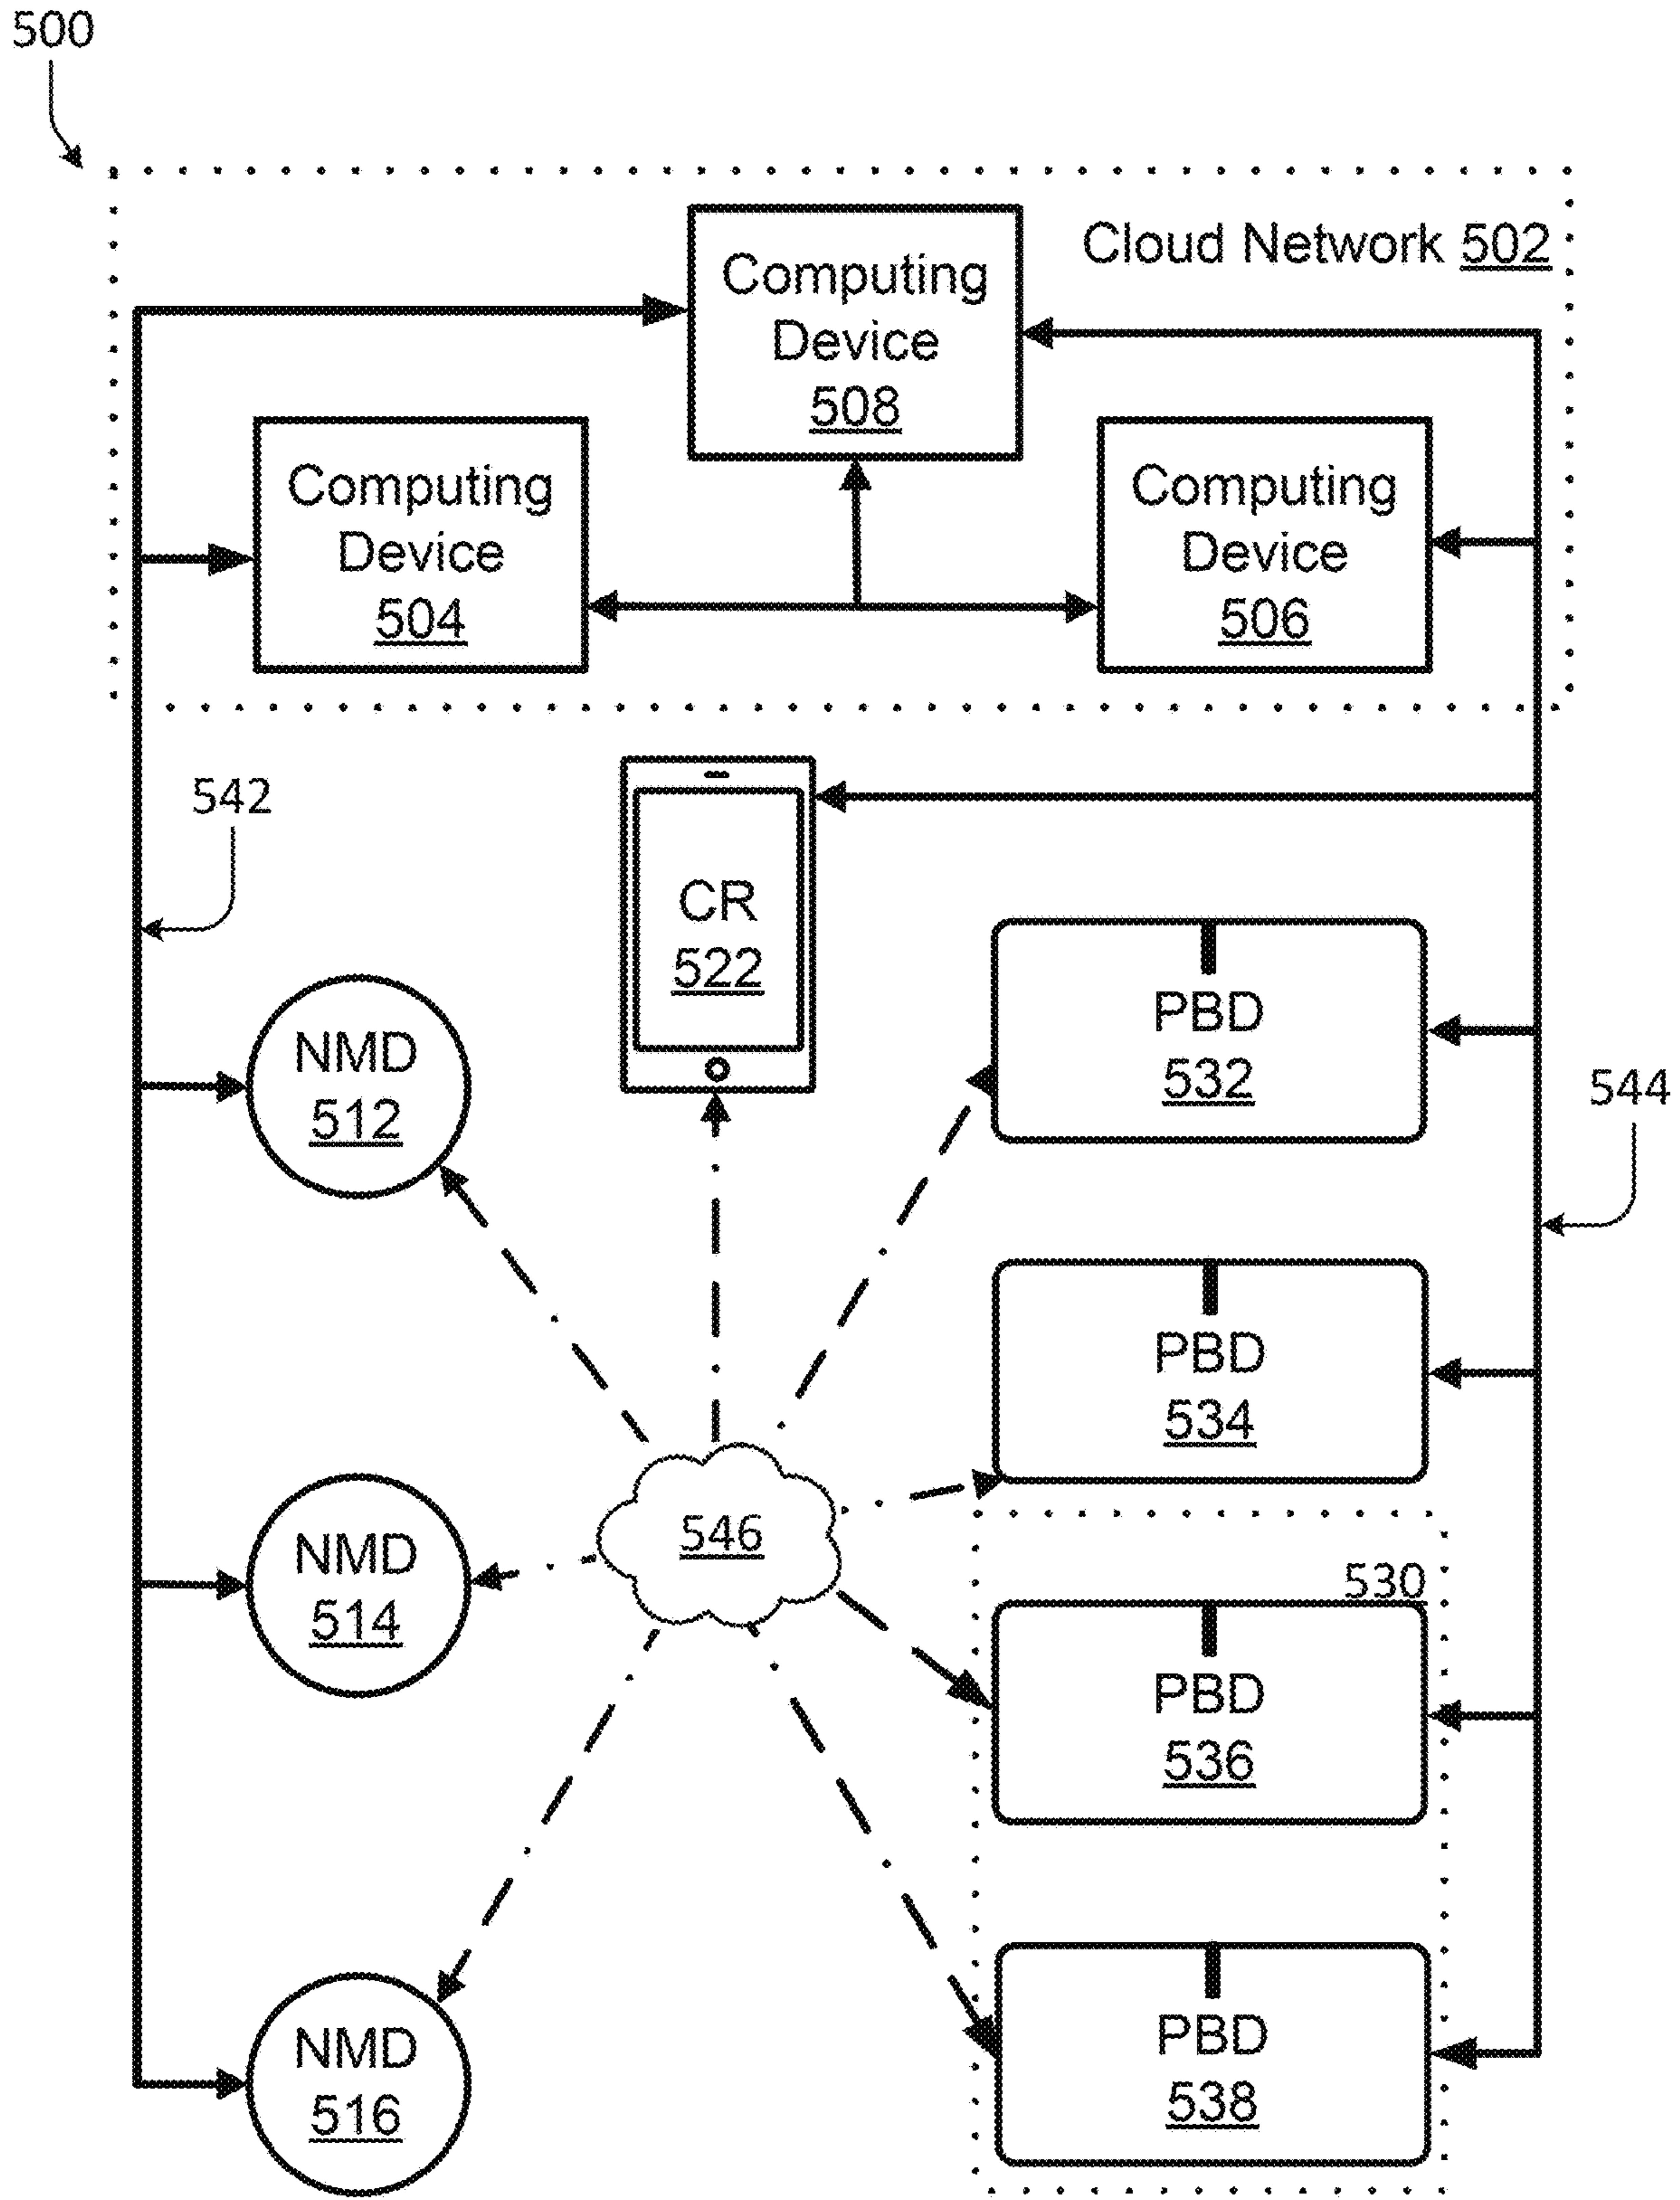 500
Cloud Network 502
Computing
Device
508
Computing
Device
504
Computing
Device
506
542
CR
522
NMD
512
PBD
532
544
PBD
534
NMD
514
546
530
PBD
536
NMD
516
PBD
538